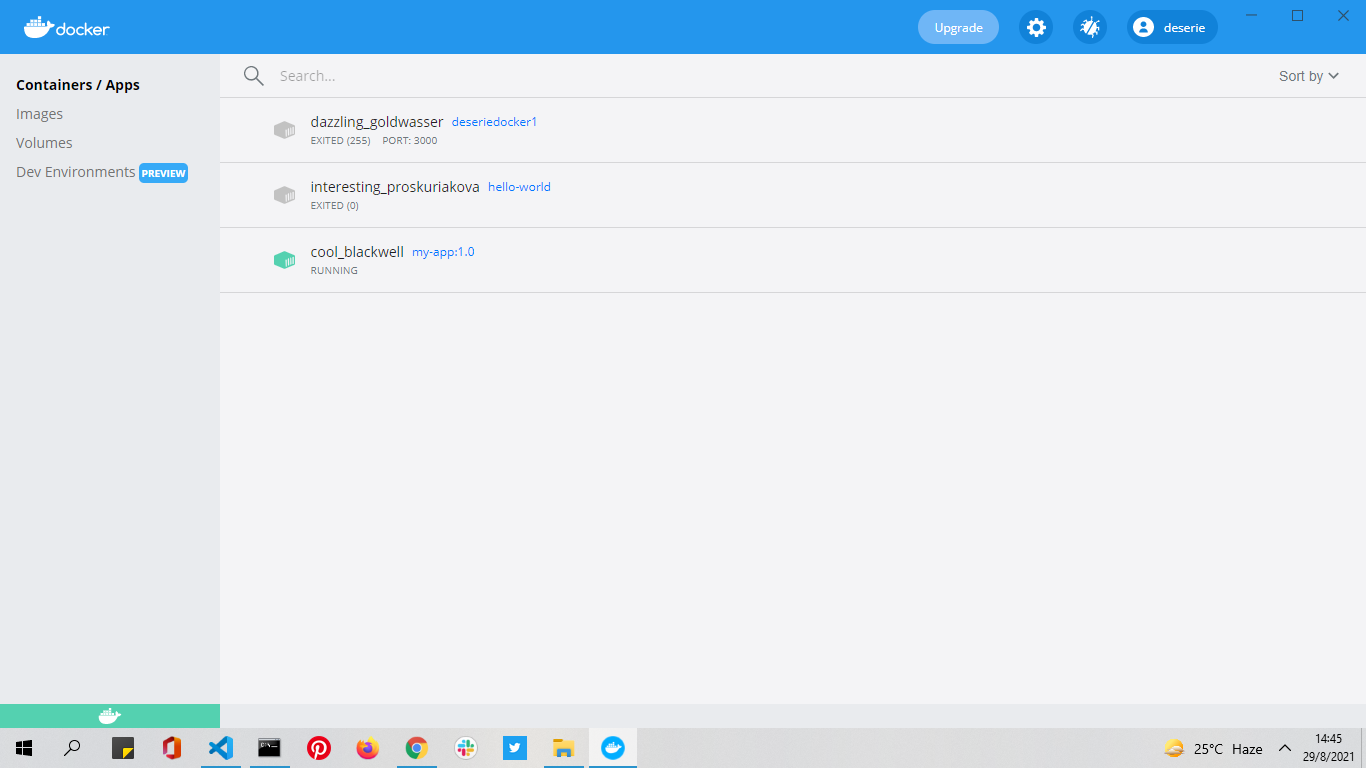 docker
Upgrade
deserie
Containers / Apps
Images
Volumes
Dev Environments PREVIEW
Search...
Sort by
dazzling_goldwasser deseriedocker1
EXITED (255) PORT: 3000
interesting_proskuriakova hello-world
EXITED (0)
cool_blackwell my-app:1.0
RUNNING
25°C Haze
14:45
29/8/2021